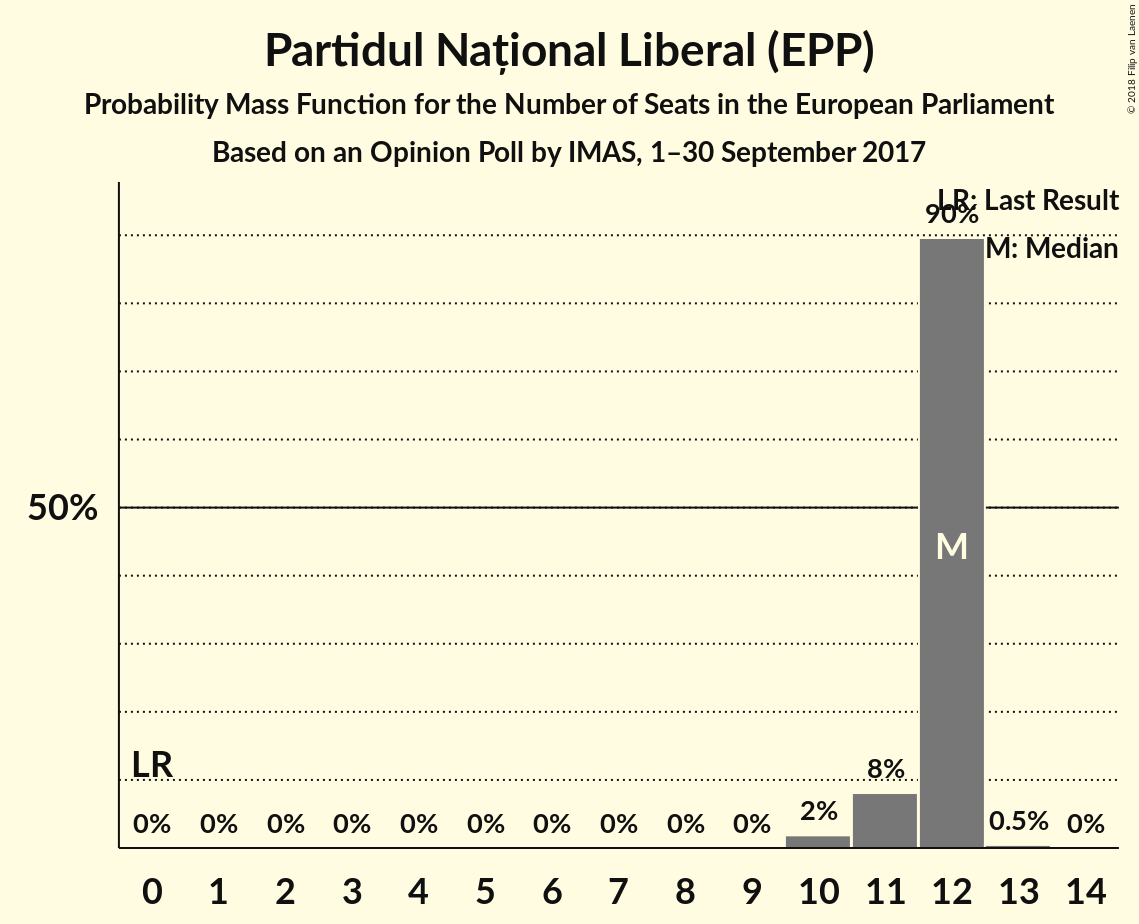 Partidul Național Liberal (EPP)
Probability Mass Function for the Number of Seats in the European Parliament
Based on an Opinion Poll by IMAS, 1–30 September 2017
© 2018 Filip van Laenen
LR: Last Result
M: Median
90%
50%
M
LR
0% 0% 0% 0% 0% 0% 0% 0% 0% 0% 2% 8% 0.5% 0%
0 1 2 3 4 5 6 7 8 9 10 11 12 13 14